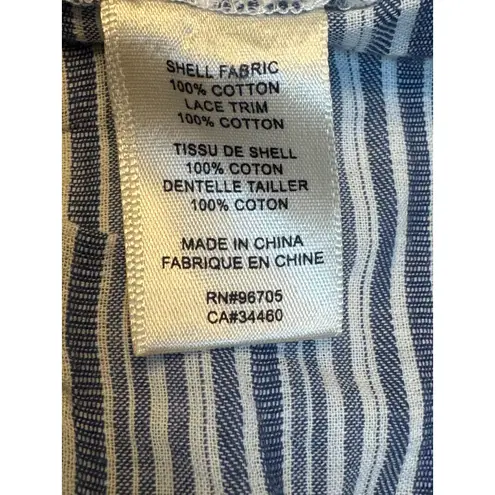 SHELL FABRIC
100% COTTON
LACE TRIM
100% COTTON
TISSU DE SHELL
100% COTON
DENTELLE TAILLER
100% COTON
MADE IN CHINA
FABRIQUE EN CHINE
RN#96705
CA#34460